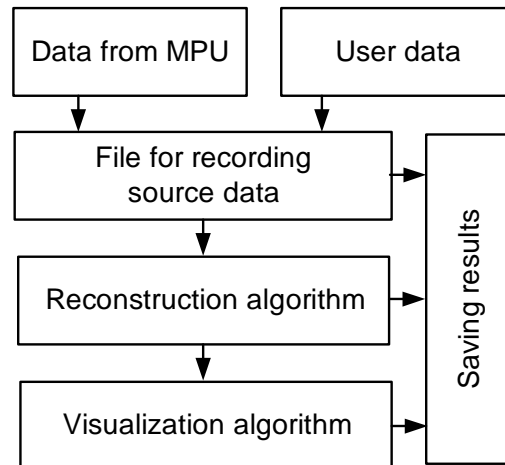 Data from MPU
User data
File for recording
source data
Saving results
Reconstruction algorithm
Visualization algorithm